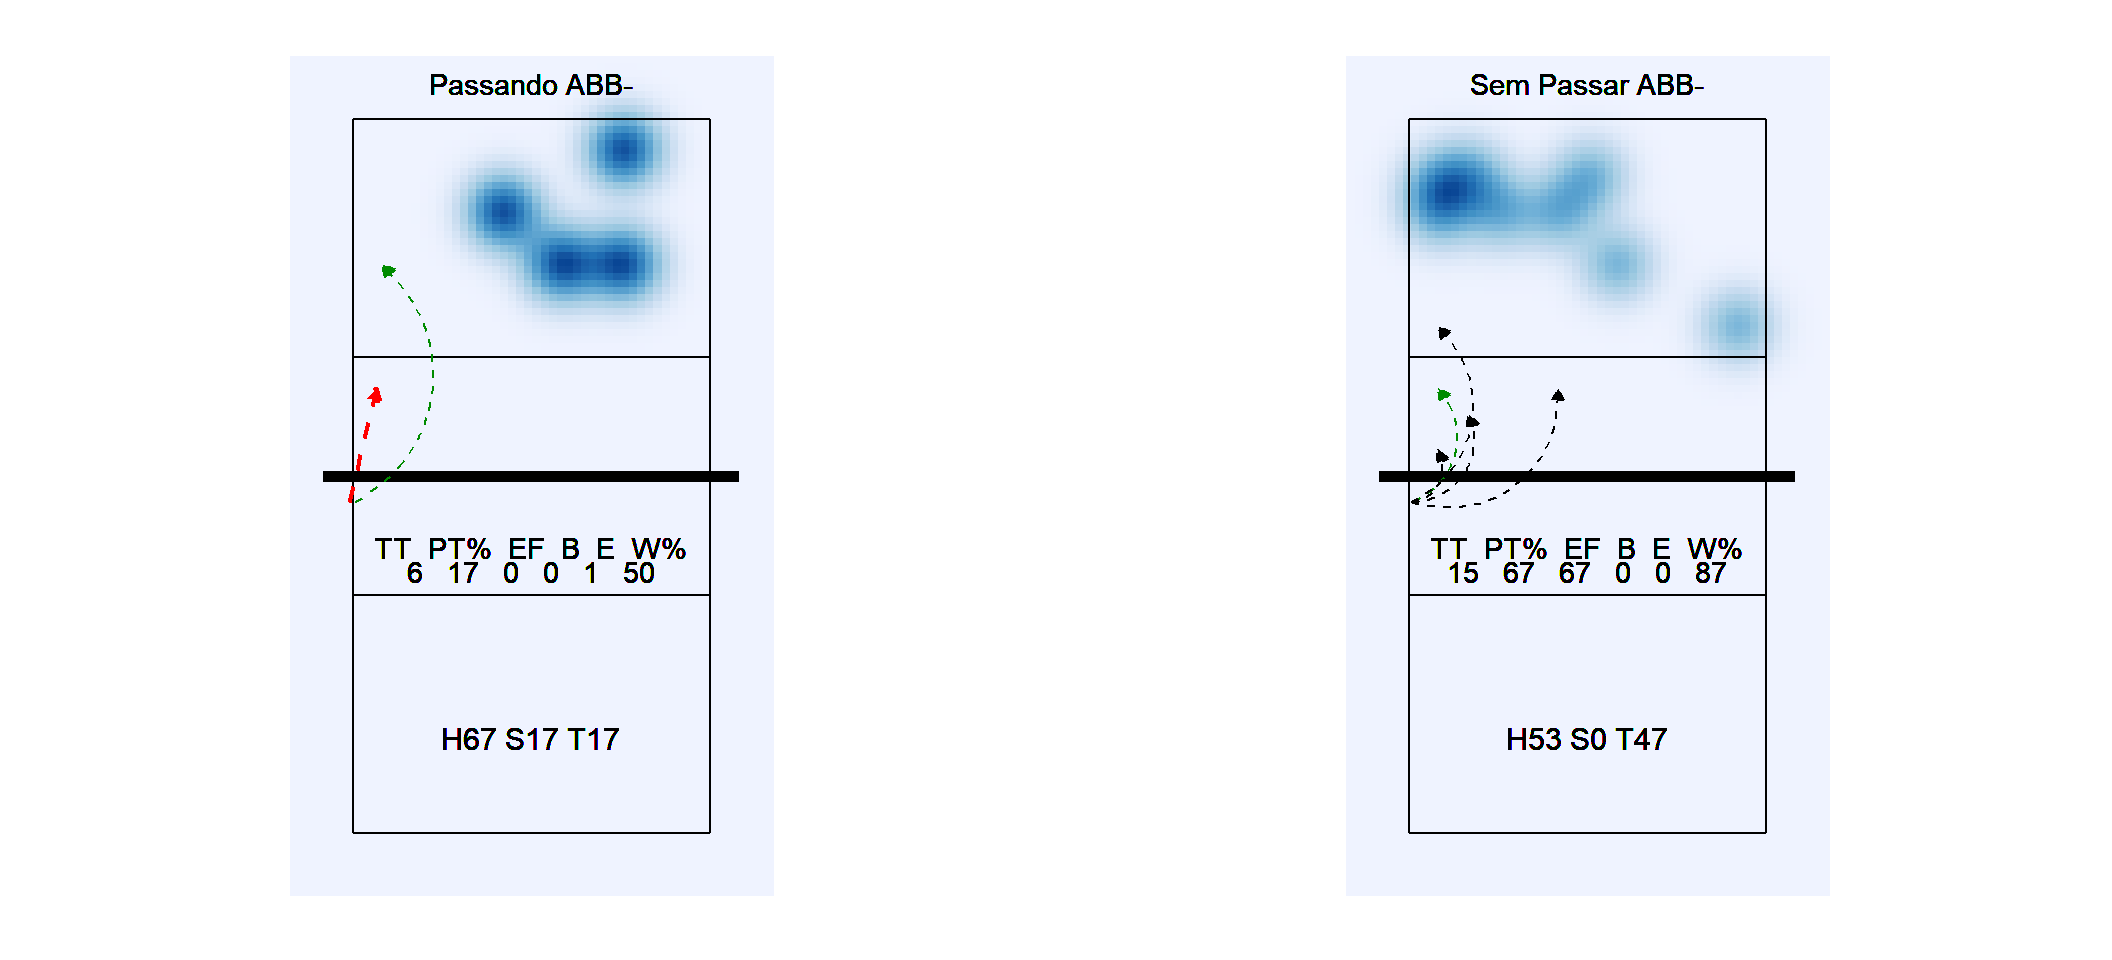 Passando ABB-
TT PT% EF B E W%
6 17 0 0 1 50
H67 S17 T17
Sem Passar ABB-
TT PT% EF B E W%
15 67 67 0 0 87
H53 S0 T47